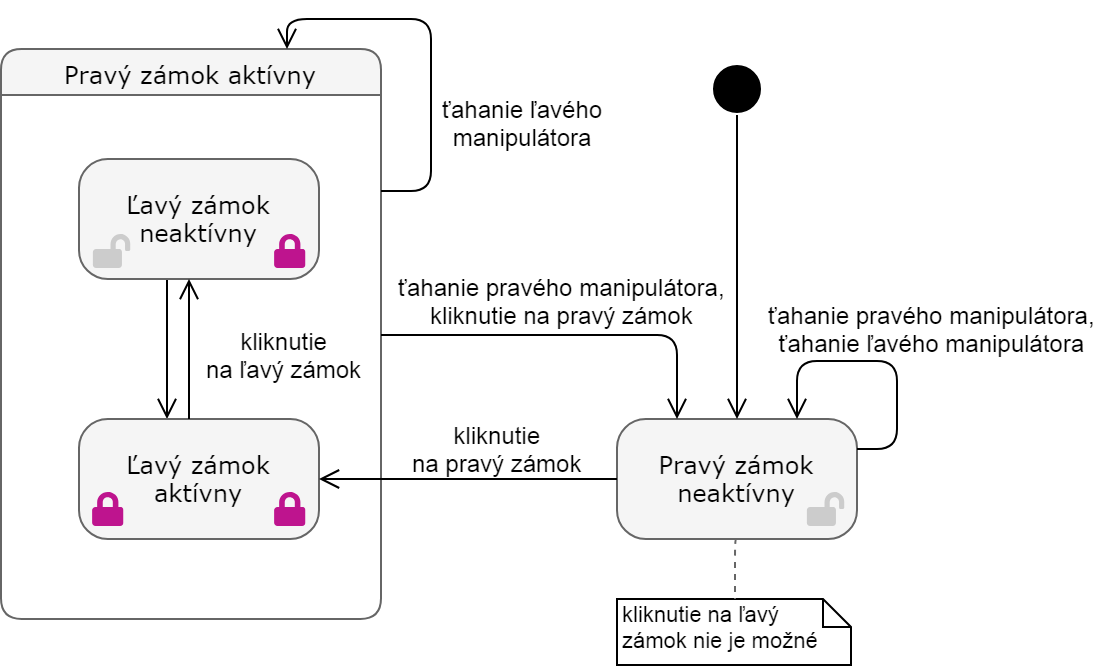 Pravý zámok aktívny
ťahanie ľavého
manipulátora
Ľavý zámok
neaktívny
ťahanie pravého manipulátora,
kliknutie na pravý zámok
ťahanie pravého manipulátora,
ťahanie ľavého manipulátora
kliknutie
na ľavý zámok
kliknutie
na pravý zámok
Ľavý zámok
aktívny
Pravý zámok
neaktívny
kliknutie na ľavý
zámok nie je možné